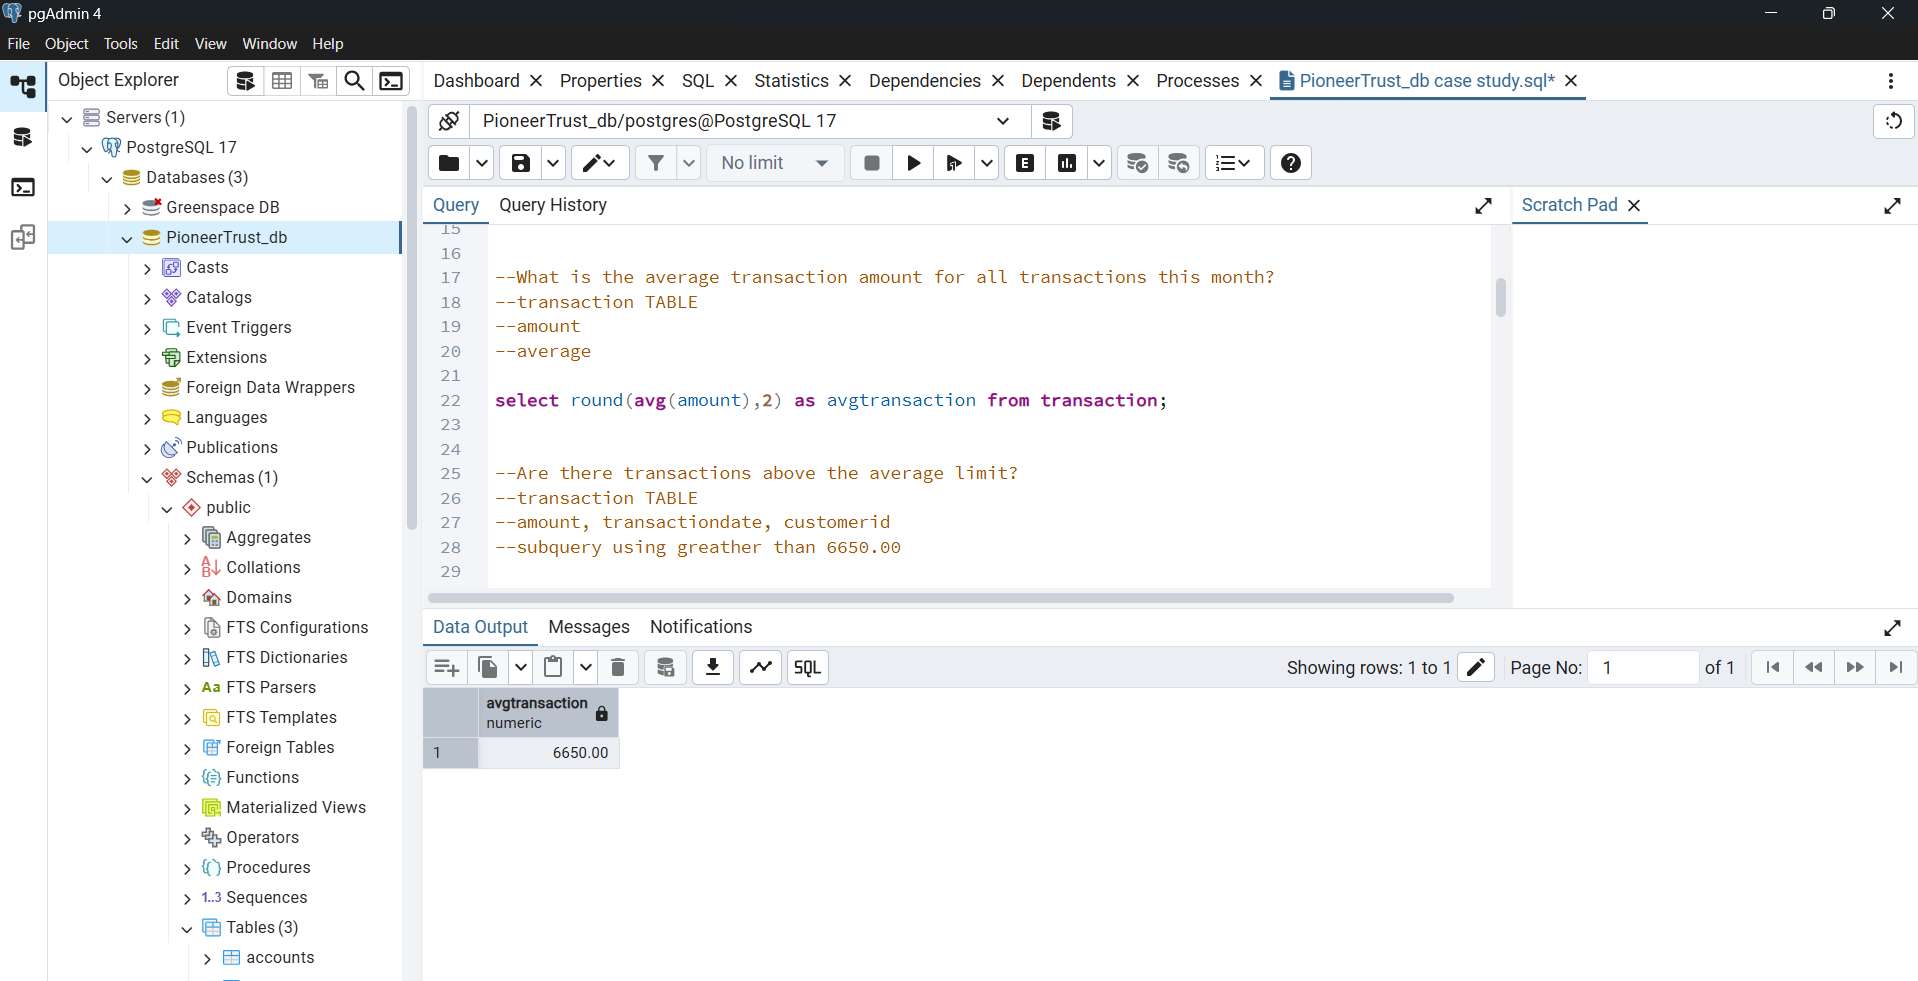 pgAdmin 4
File Object Tools Edit View Window Help
Object Explorer
Servers (1)
PostgreSQL 17
Databases (3)
Greenspace DB
PioneerTrust_db
Casts
Catalogs
Event Triggers
Extensions
Foreign Data Wrappers
Languages
Publications
Schemas (1)
public
Aggregates
Collations
Domains
FTS Configurations
FTS Dictionaries
Aa FTS Parsers
FTS Templates
Foreign Tables
Functions
Materialized Views
Operators
Procedures
1..3 Sequences
Tables (3)
accounts
Dashboard Properties SQL Statistics Dependencies Dependents Processes PioneerTrust_db case study.sql*
PioneerTrust_db/postgres@PostgreSQL 17
No limit E
Query Query History
Scratch Pad
15
16
17 --What is the average transaction amount for all transactions this month?
18 --transaction TABLE
19 --amount
20 --average
21
22 select round(avg(amount),2) as avgtransaction from transaction;
23
24
25 --Are there transactions above the average limit?
26 --transaction TABLE
27 --amount, transactiondate, customerid
28 --subquery using greather than 6650.00
29
Data Output Messages Notifications
SQL Showing rows: 1 to 1 Page No: 1 of 1
avgtransaction
numeric
1 6650.00